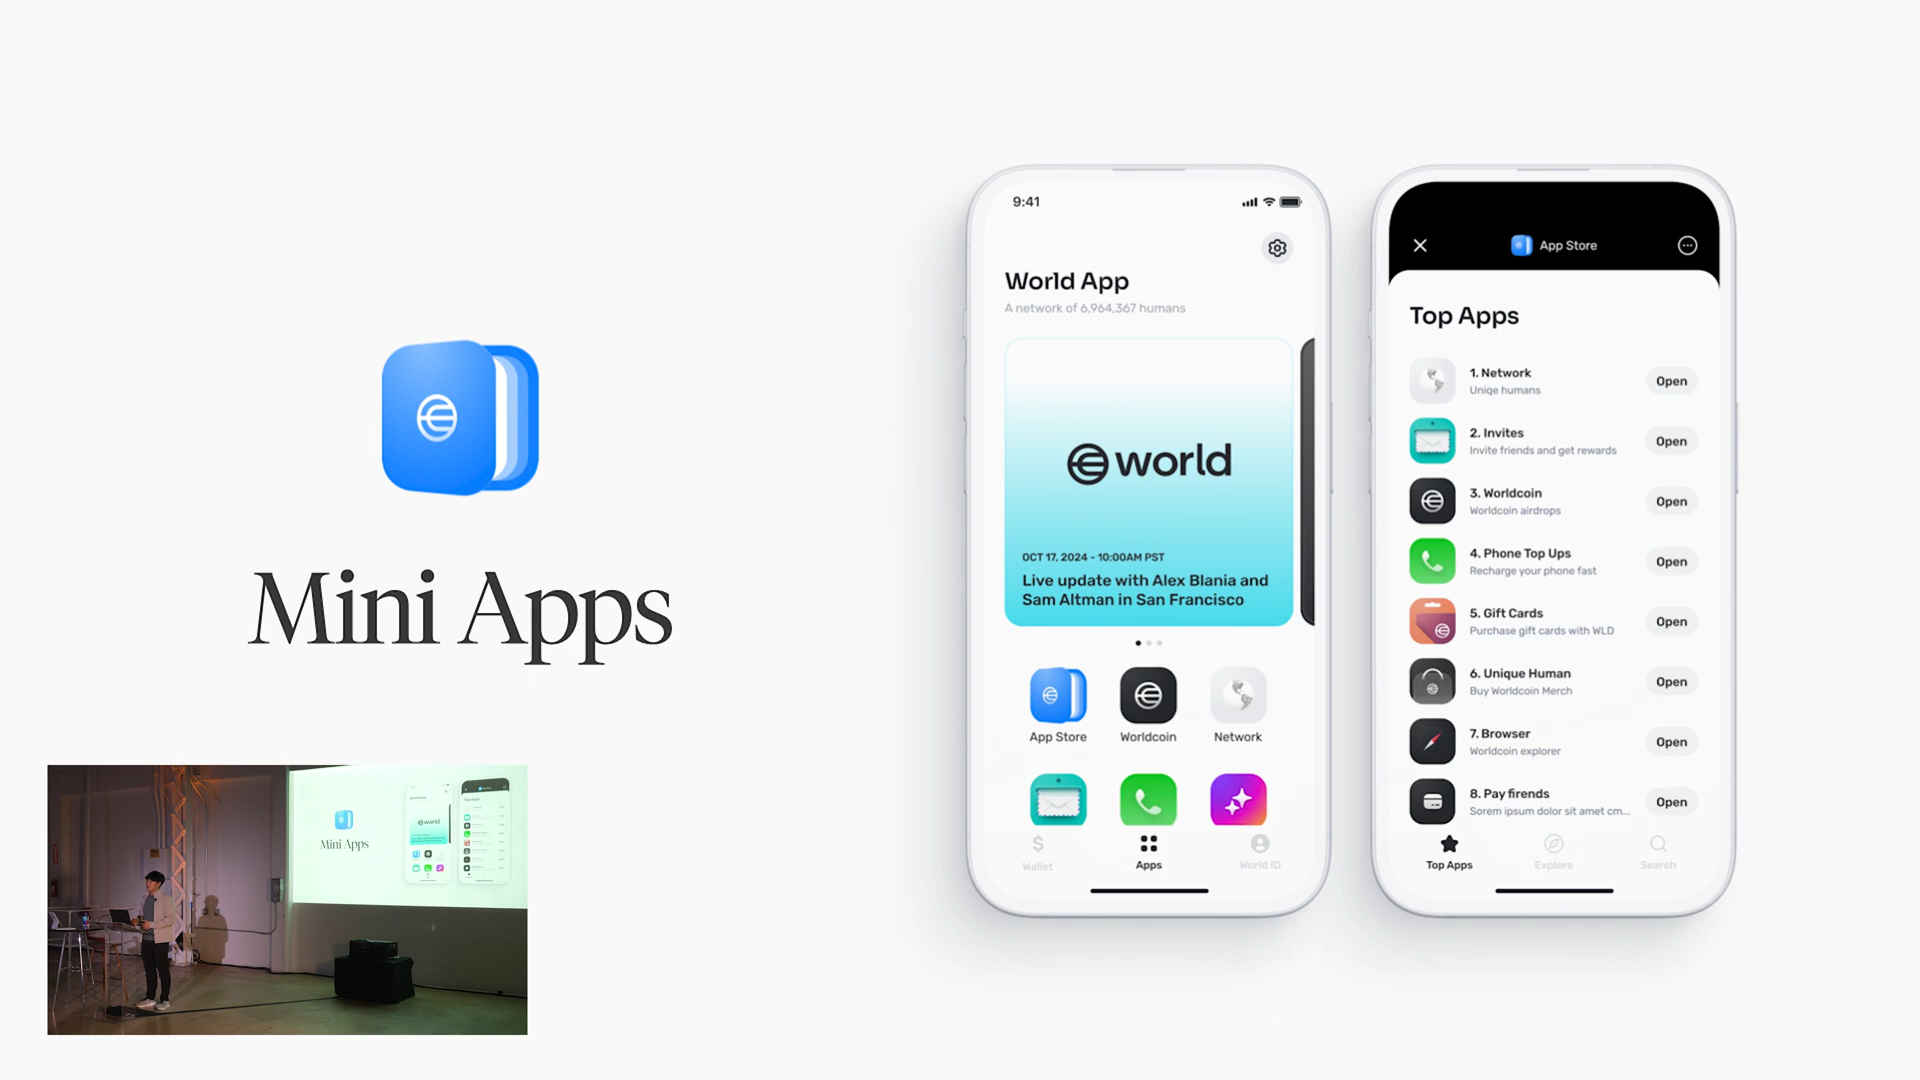 Mini Apps
9:41
World App
A network of 6,964,367 humans
world
OCT 17, 2024 - 10:00AM PST
Live update with Alex Blania and
Sam Altman in San Francisco
App Store
Worldcoin
Network
Wallet
Apps
World ID
App Store
Top Apps
1. Network
Uniqe humans
Open
2. Invites
Invite friends and get rewards
Open
3. Worldcoin
Worldcoin airdrops
Open
4. Phone Top Ups
Recharge your phone fast
Open
5. Gift Cards
Purchase gift cards with WLD
Open
6. Unique Human
Buy Worldcoin Merch
Open
7. Browser
Worldcoin explorer
Open
8. Pay firends
Sorem ipsum dolor sit amet cm...
Open
Top Apps
Explore
Search
Mini Apps
world